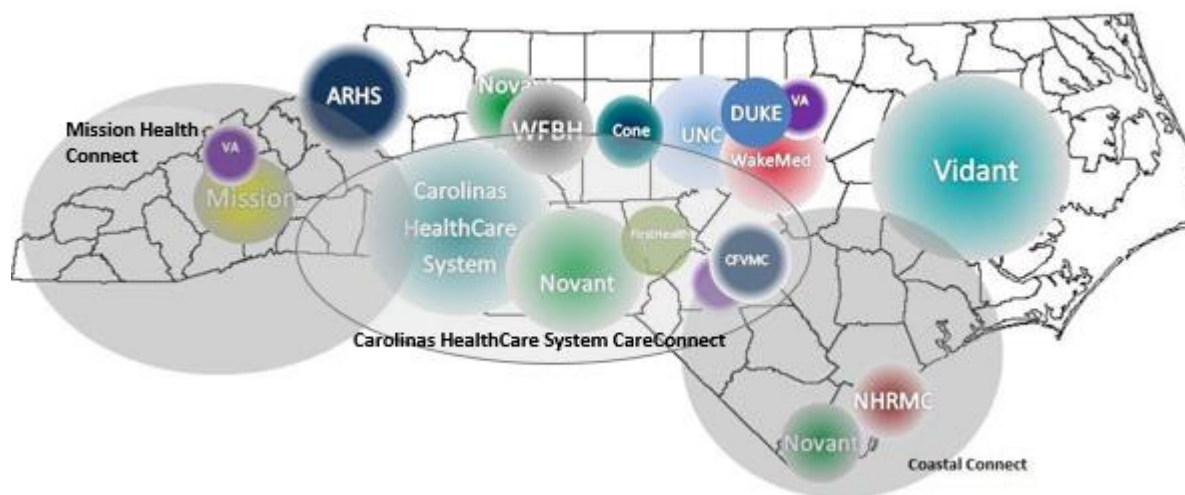 Novant
ARHS
VA
DUKE
Mission Health
Connect
WFBH
Cone
UNC
VA
WakeMed
Vidant
Carolinas
HealthCare
System
Mission
FirstHealth
CFVMC
Novant
Carolinas HealthCare System CareConnect
NHRMC
Novant
Coastal Connect